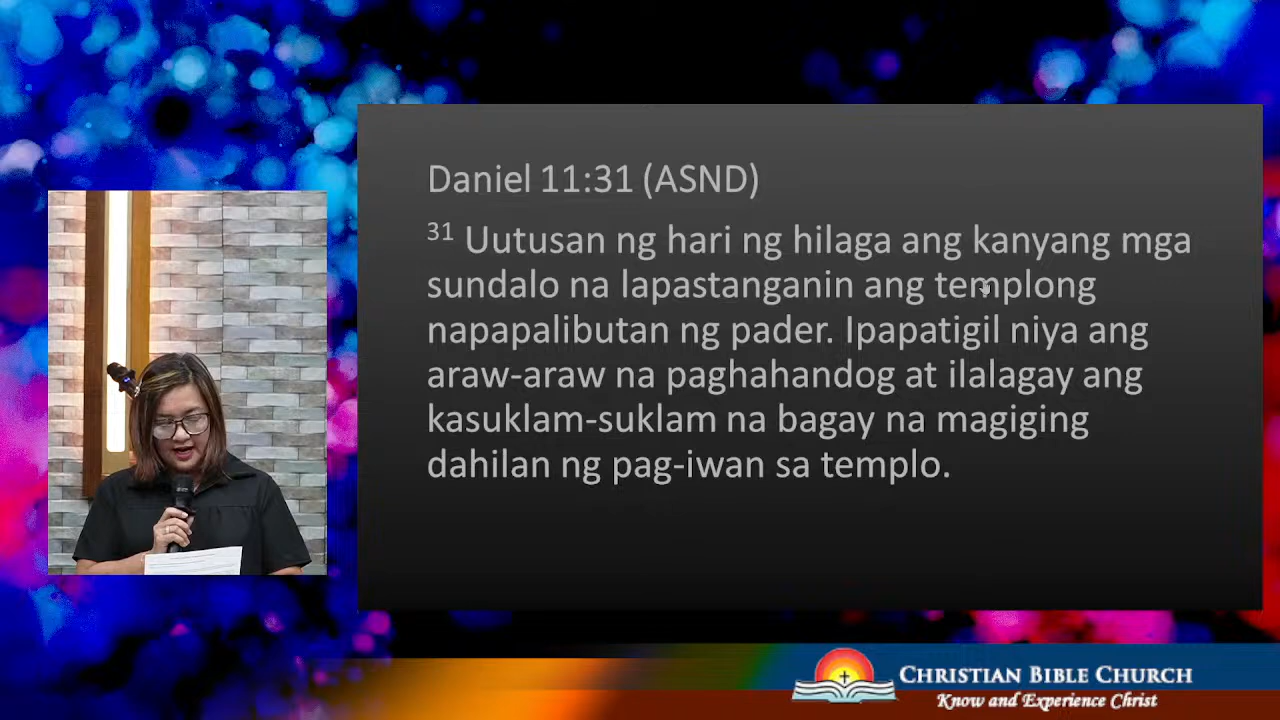 Daniel 11:31 (ASND)
31 Uutusan ng hari ng hilaga ang kanyang mga
sundalo na lapastanganin ang templong
napapalibutan ng pader. Ipapatigil niya ang
araw-araw na paghahandog at ilalagay ang
kasuklam-suklam na bagay na magiging
dahilan ng pag-iwan sa templo.
CHRISTIAN BIBLE CHURCH
Know and Experience Christ